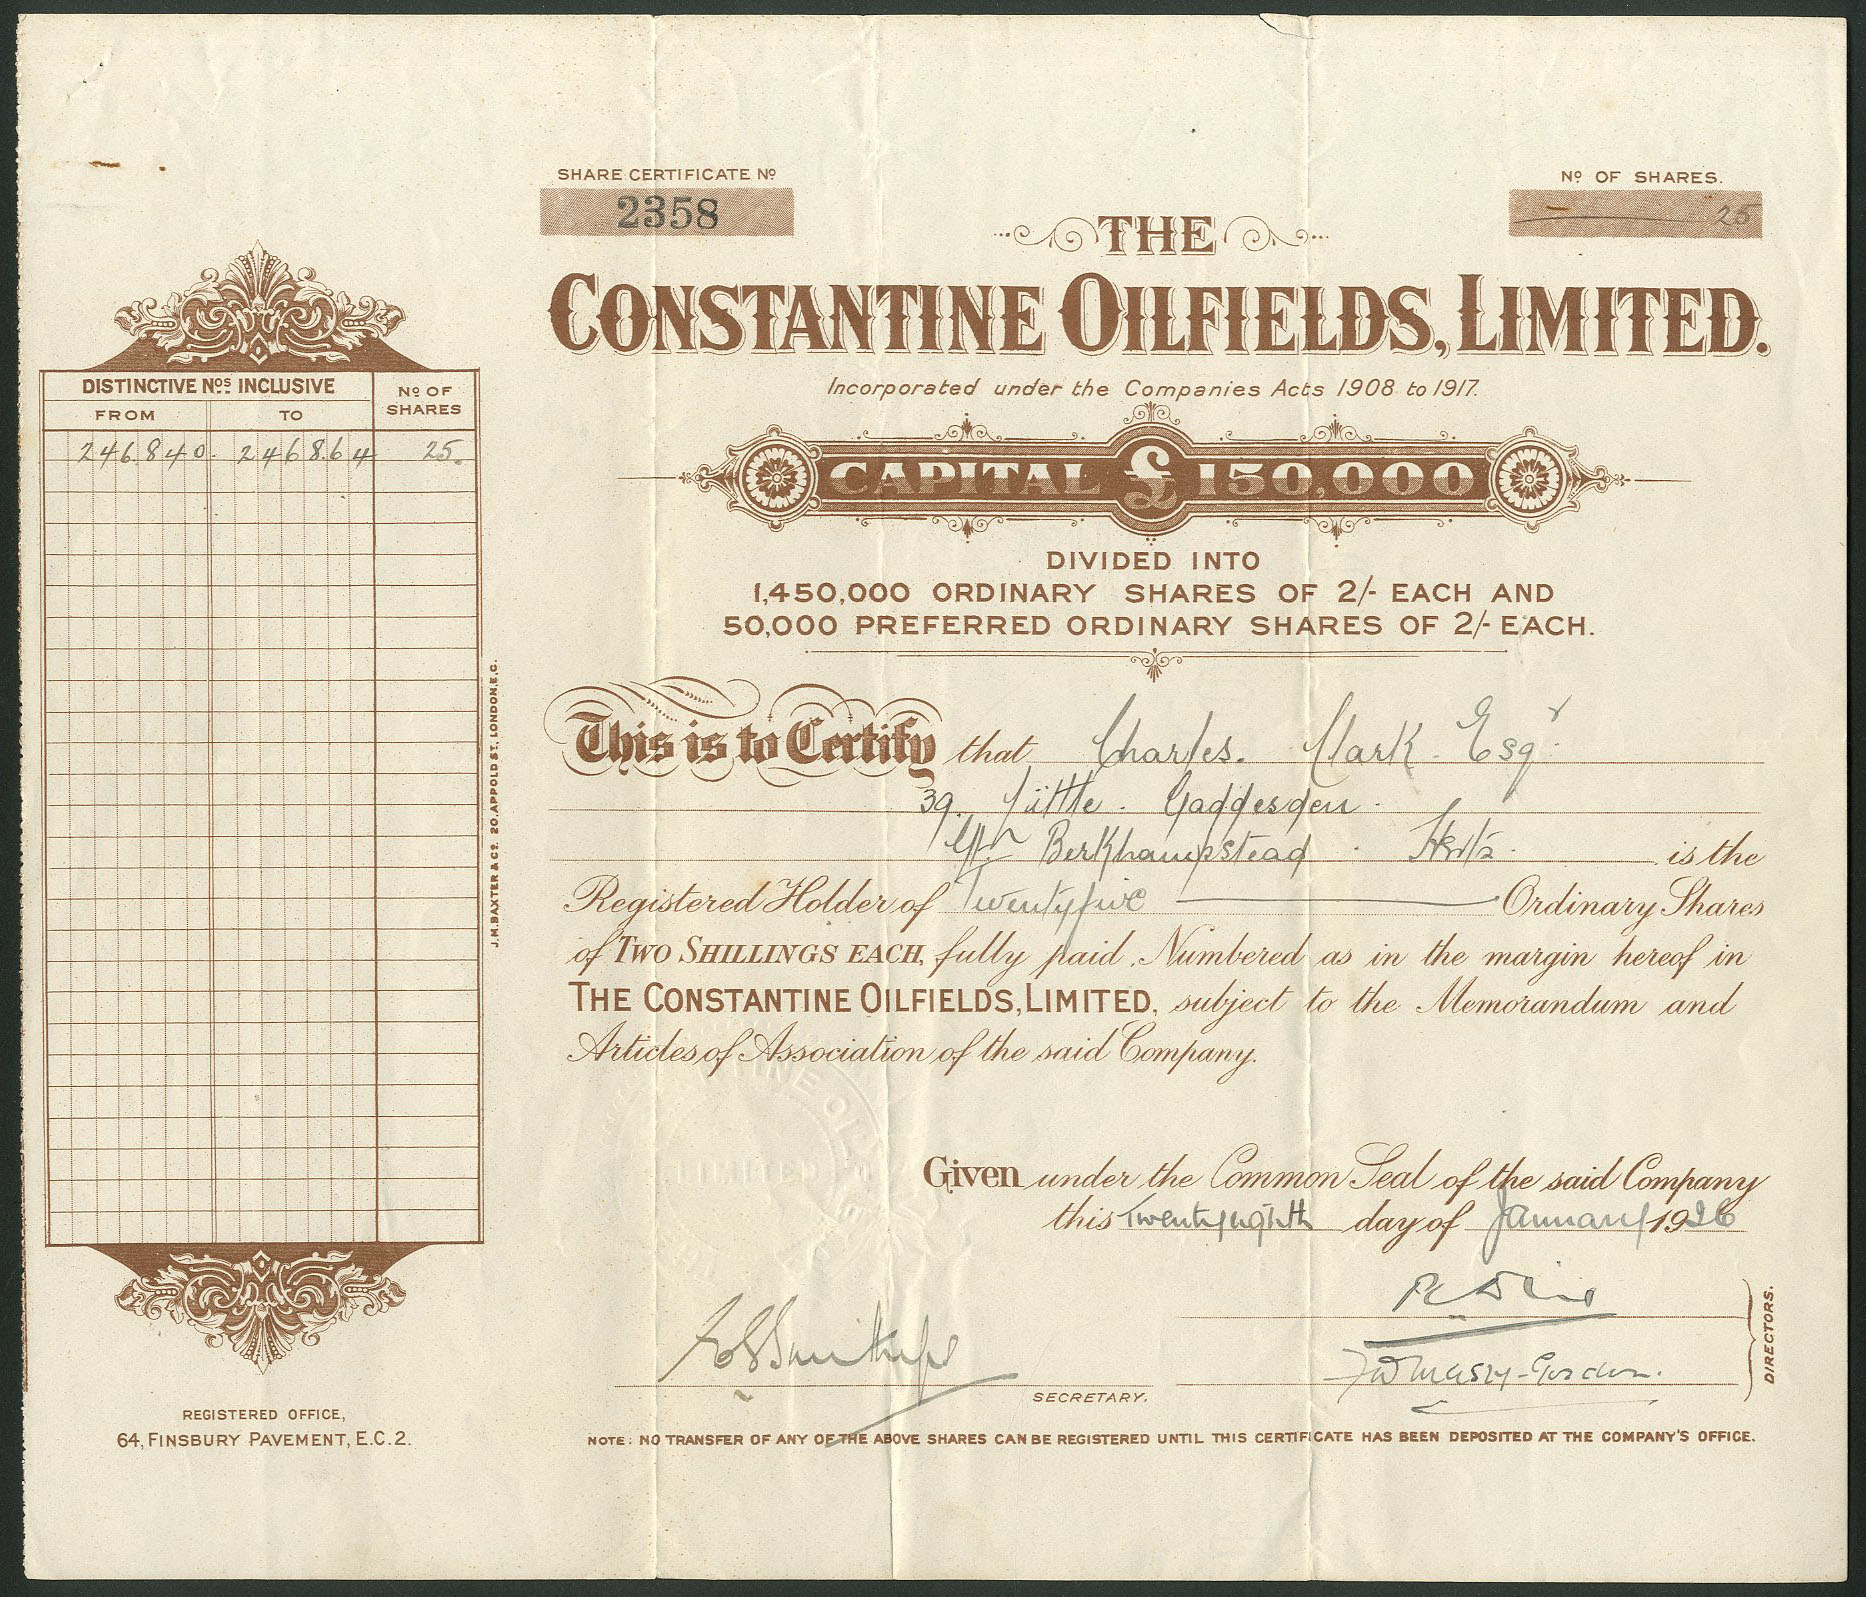 SHARE CERTIFICATE Nº
2358
Nº OF SHARES.
25
THE
CONSTANTINE OILFIELDS, LIMITED.
Incorporated under the Companies Acts 1908 to 1917.
CAPITAL £150,000
DIVIDED INTO
1,450,000 ORDINARY SHARES OF 2/- EACH AND
50,000 PREFERRED ORDINARY SHARES OF 2/- EACH.
DISTINCTIVE Nos. INCLUSIVE
Nº OF SHARES
FROM TO
246840. 246864 25.
J.M. BAXTER & Cº. 20, APPOLD ST, LONDON, E.C.
This is to Certify that Charles. Clark. Esqr
39. Little. Gaddesden.
Berkhampstead. Herts. is the
Registered Holder of Twentyfive Ordinary Shares
of TWO SHILLINGS EACH, fully paid. Numbered as in the margin hereof in
THE CONSTANTINE OILFIELDS, LIMITED, subject to the Memorandum and
Articles of Association of the said Company.
LIMITED
Given under the Common Seal of the said Company
this Twentyeighth day of January 1926
DIRECTORS.
SECRETARY.
REGISTERED OFFICE,
64, FINSBURY PAVEMENT, E.C.2.
NOTE: NO TRANSFER OF ANY OF THE ABOVE SHARES CAN BE REGISTERED UNTIL THIS CERTIFICATE HAS BEEN DEPOSITED AT THE COMPANY'S OFFICE.